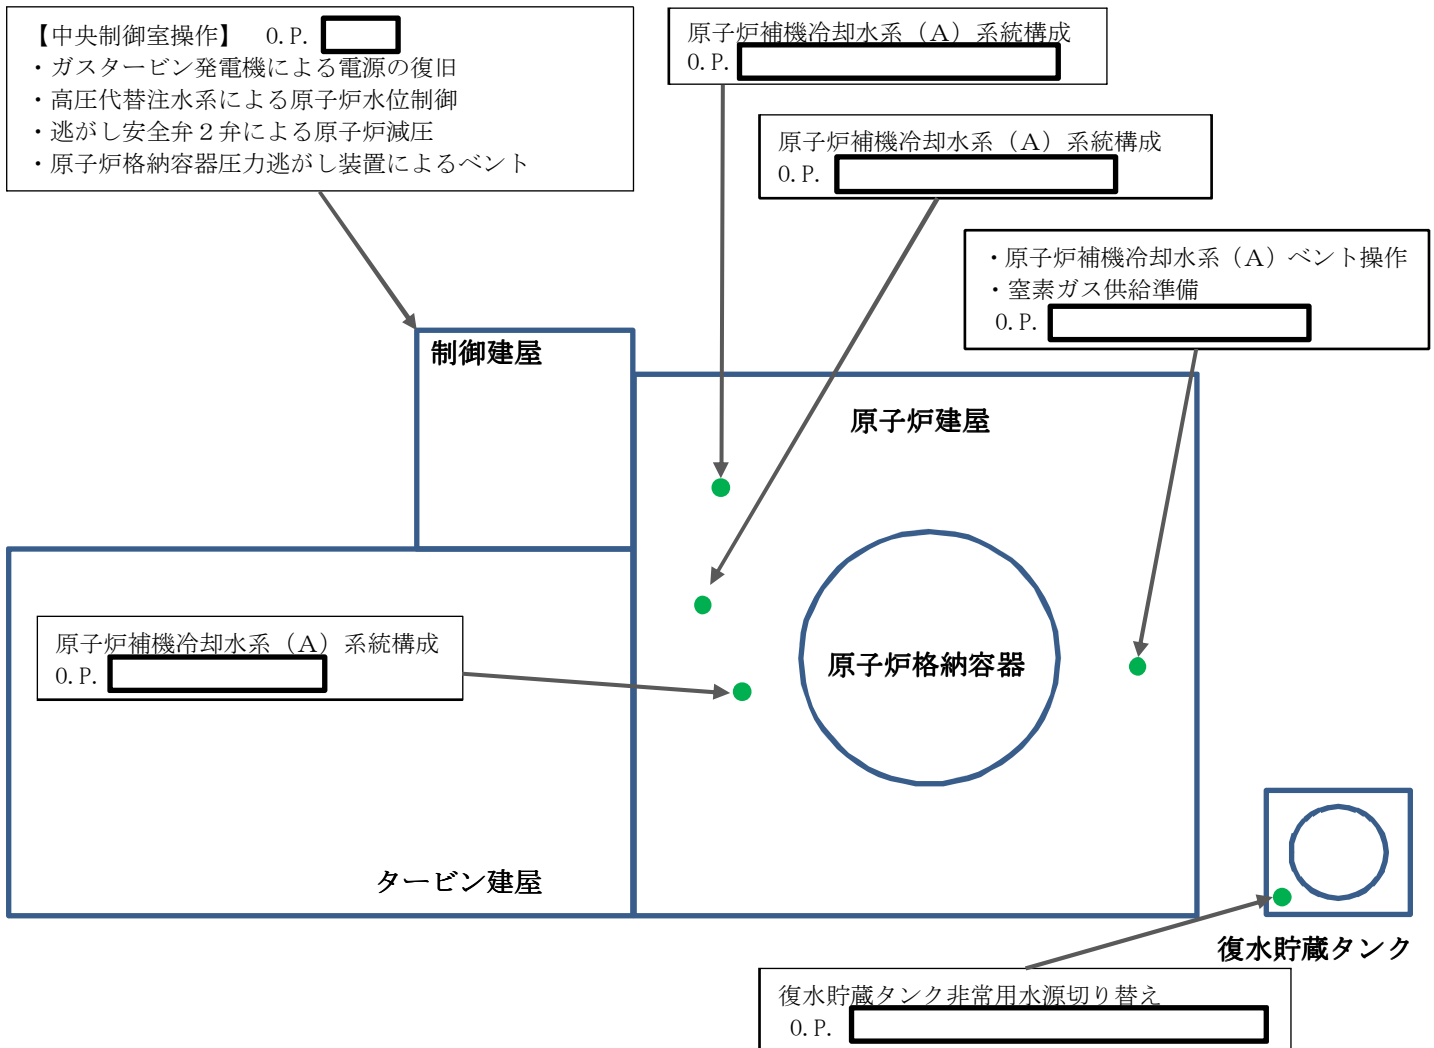 【中央制御室操作】 O.P.
・ガスタービン発電機による電源の復旧
・高圧代替注水系による原子炉水位制御
・逃がし安全弁２弁による原子炉減圧
・原子炉格納容器圧力逃がし装置によるベント
原子炉補機冷却水系（A）系統構成
O.P.
原子炉補機冷却水系（A）系統構成
O.P.
・原子炉補機冷却水系（A）ベント操作
・窒素ガス供給準備
O.P.
制御建屋
原子炉建屋
原子炉補機冷却水系（A）系統構成
O.P.
原子炉格納容器
タービン建屋
復水貯蔵タンク
復水貯蔵タンク非常用水源切り替え
O.P.